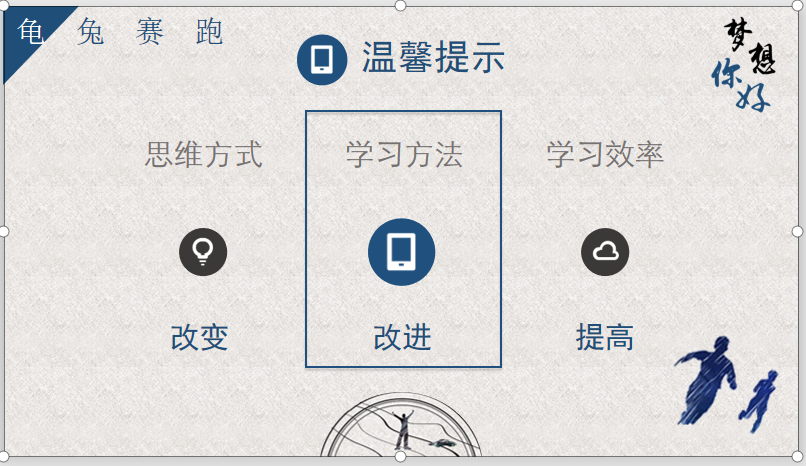 龟 兔 赛 跑
温馨提示
梦想
你好
思维方式 学习方法 学习效率
改变 改进 提高